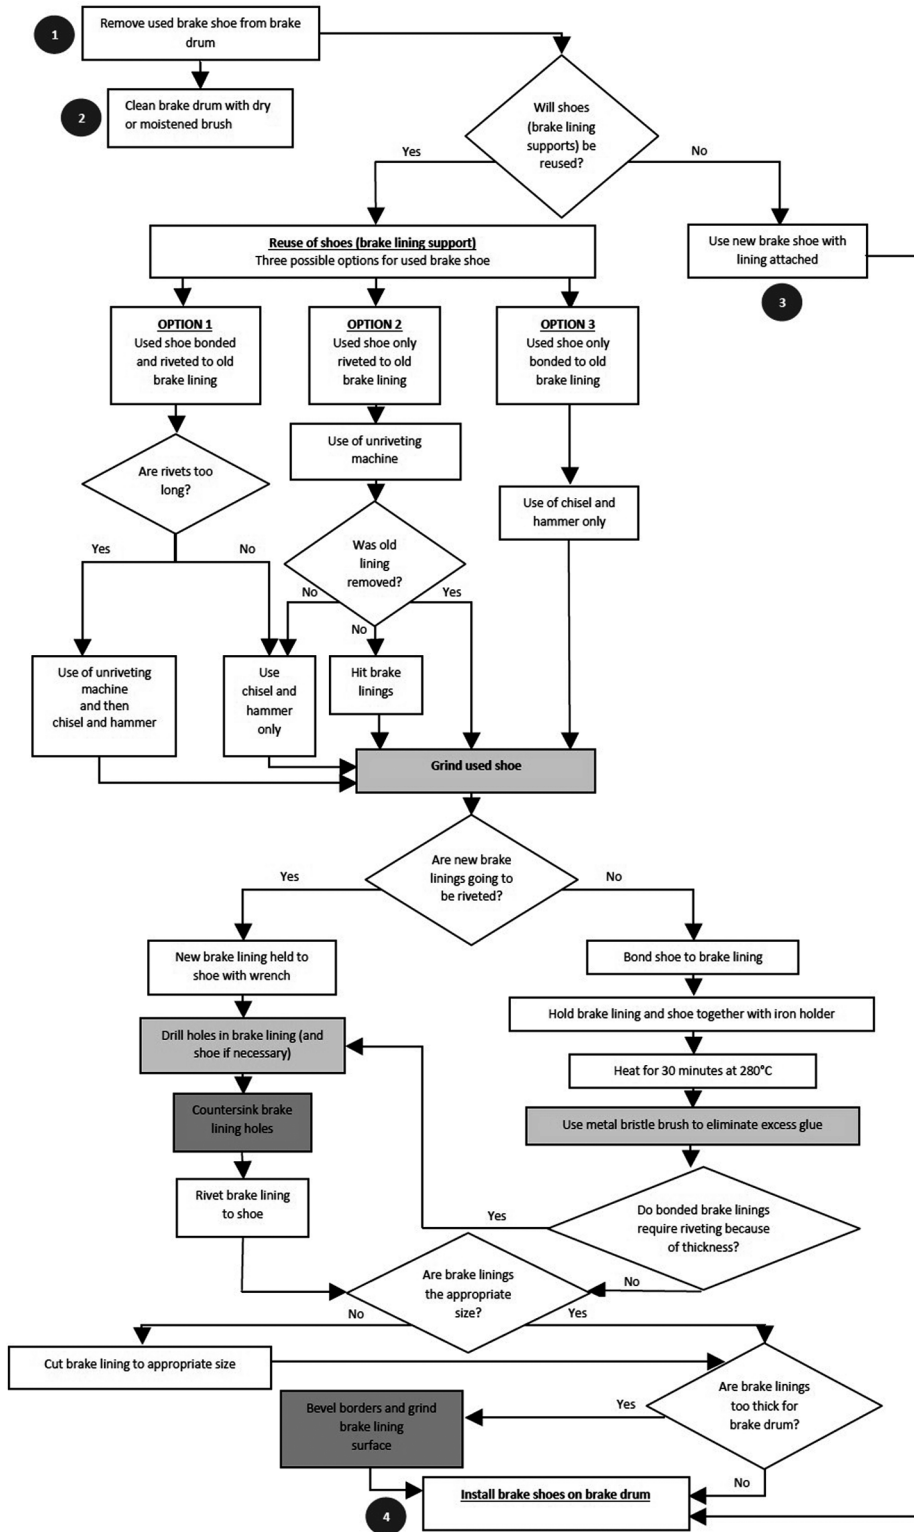 1
Remove used brake shoe from brake
drum
2
Clean brake drum with dry
or moistened brush
Will shoes
(brake lining
supports) be
reused?
Yes
No
Reuse of shoes (brake lining support)
Three possible options for used brake shoe
Use new brake shoe with
lining attached
3
OPTION 1
Used shoe bonded
and riveted to old
brake lining
OPTION 2
Used shoe only
riveted to old
brake lining
OPTION 3
Used shoe only
bonded to old
brake lining
Are rivets too
long?
Use of unriveting
machine
Use of chisel and
hammer only
Yes
No
Was old
lining
removed?
No
Yes
No
Use of unriveting
machine
and then
chisel and hammer
Use
chisel and
hammer
only
Hit brake
linings
Grind used shoe
Are new brake
linings going to
be riveted?
Yes
No
New brake lining held to
shoe with wrench
Bond shoe to brake lining
Drill holes in brake lining (and
shoe if necessary)
Hold brake lining and shoe together with iron holder
Heat for 30 minutes at 280°C
Countersink brake
lining holes
Use metal bristle brush to eliminate excess glue
Rivet brake lining
to shoe
Do bonded brake linings
require riveting because
of thickness?
Yes
No
Are brake linings
the appropriate
size?
No
Yes
Cut brake lining to appropriate size
Are brake linings
too thick for
brake drum?
Yes
No
Bevel borders and grind
brake lining
surface
4
Install brake shoes on brake drum